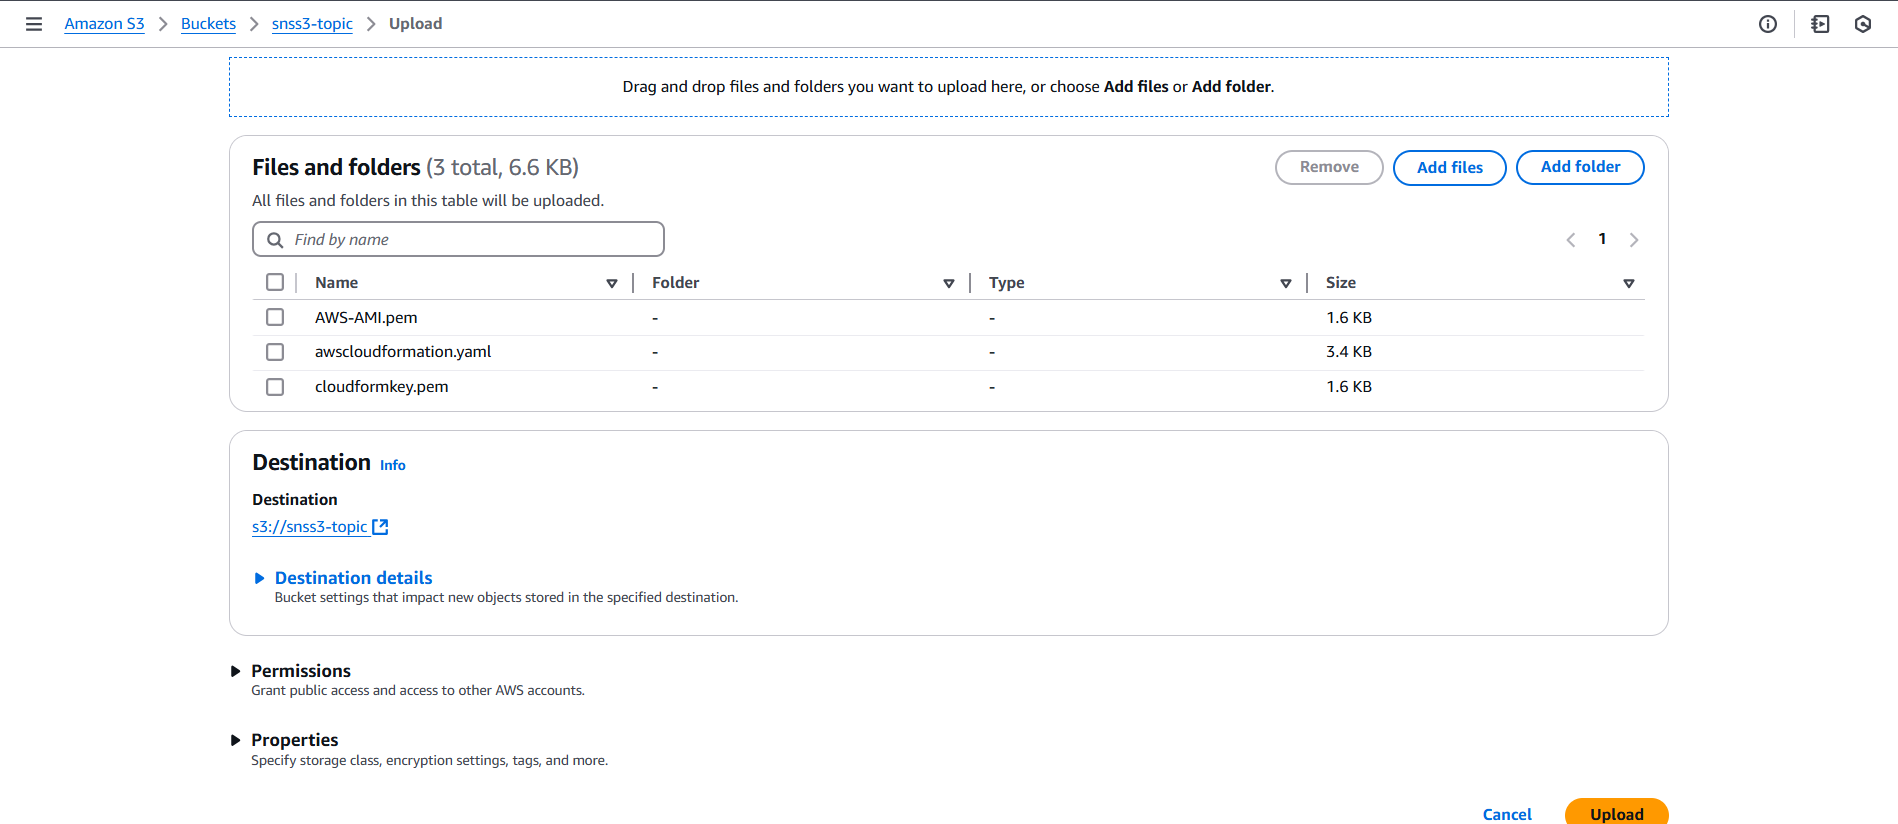 Amazon S3 > Buckets > snss3-topic > Upload
Drag and drop files and folders you want to upload here, or choose Add files or Add folder.
Files and folders (3 total, 6.6 KB)
Remove Add files Add folder
All files and folders in this table will be uploaded.
Find by name
1
Name Folder Type Size
AWS-AMI.pem - - 1.6 KB
awscloudformation.yaml - - 3.4 KB
cloudformkey.pem - - 1.6 KB
Destination Info
Destination
s3://snss3-topic
Destination details
Bucket settings that impact new objects stored in the specified destination.
Permissions
Grant public access and access to other AWS accounts.
Properties
Specify storage class, encryption settings, tags, and more.
Cancel Upload